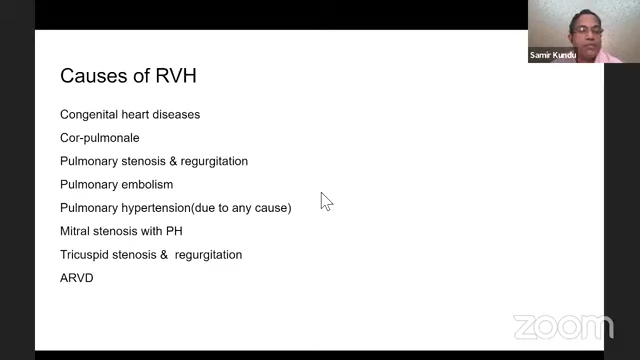 Samir Kundu
Causes of RVH
Congenital heart diseases
Cor-pulmonale
Pulmonary stenosis & regurgitation
Pulmonary embolism
Pulmonary hypertension(due to any cause)
Mitral stenosis with PH
Tricuspid stenosis &  regurgitation
ARVD
zoom